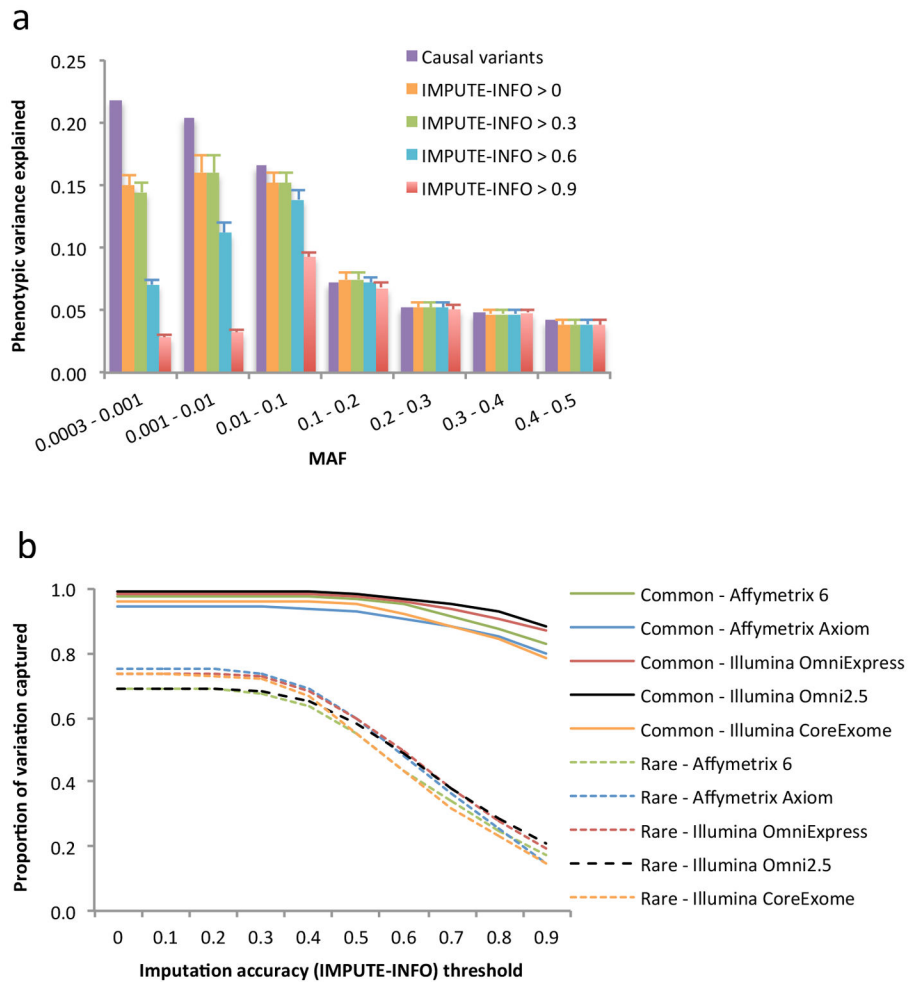 a
0.25
0.20
0.15
0.10
0.05
0.00
Phenotypic variance explained
Causal variants
IMPUTE-INFO > 0
IMPUTE-INFO > 0.3
IMPUTE-INFO > 0.6
IMPUTE-INFO > 0.9
0.0003 - 0.001
0.001 - 0.01
0.01 - 0.1
0.1 - 0.2
0.2 - 0.3
0.3 - 0.4
0.4 - 0.5
MAF
b
1.0
0.8
0.6
0.4
0.2
0.0
Proportion of variation captured
Common - Affymetrix 6
Common - Affymetrix Axiom
Common - Illumina OmniExpress
Common - Illumina Omni2.5
Common - Illumina CoreExome
Rare - Affymetrix 6
Rare - Affymetrix Axiom
Rare - Illumina OmniExpress
Rare - Illumina Omni2.5
Rare - Illumina CoreExome
0 0.1 0.2 0.3 0.4 0.5 0.6 0.7 0.8 0.9
Imputation accuracy (IMPUTE-INFO) threshold